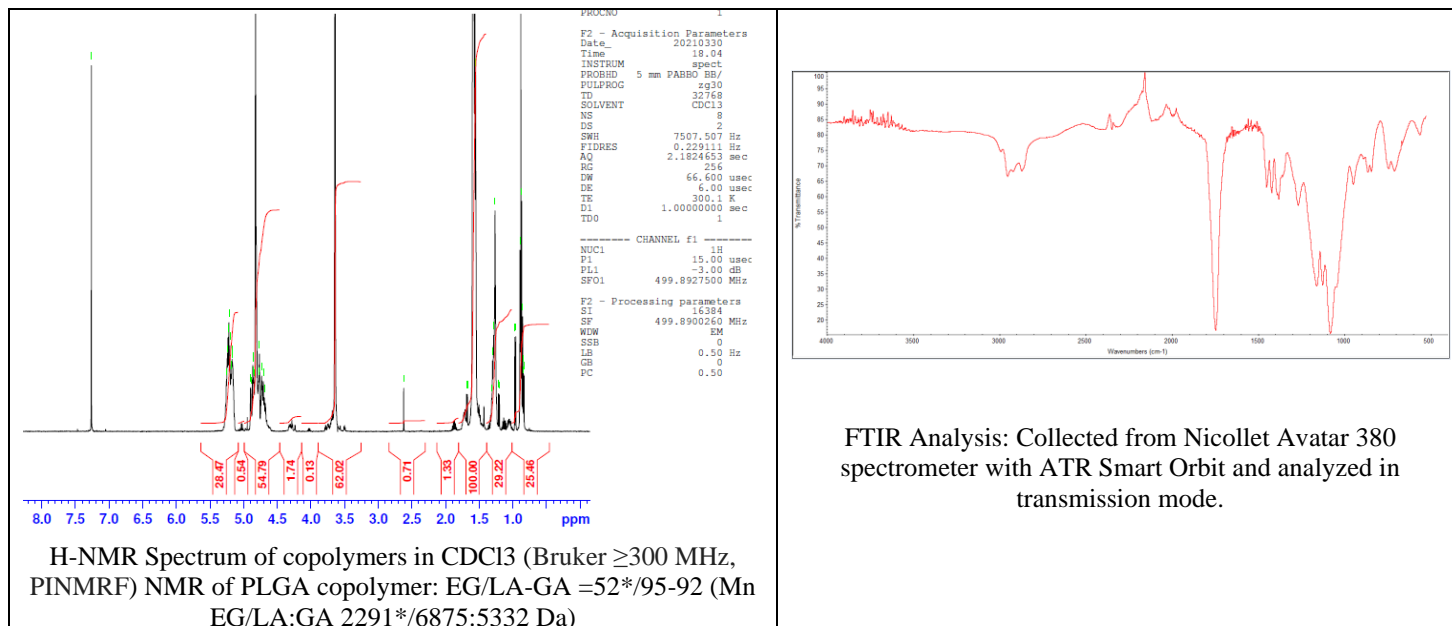 PROCNO 1
F2 - Acquisition Parameters
Date_ 20210330
Time 18.04
INSTRUM spect
PROBHD 5 mm PABBO BB/
PULPROG zg30
TD 32768
SOLVENT CDCl3
NS 8
DS 2
SWH 7507.507 Hz
FIDRES 0.229111 Hz
AQ 2.1824653 sec
RG 256
DW 66.600 usec
DE 6.00 usec
TE 300.1 K
D1 1.00000000 sec
TD0 1
======== CHANNEL f1 ========
NUC1 1H
P1 15.00 usec
PL1 -3.00 dB
SFO1 499.8927500 MHz
F2 - Processing parameters
SI 16384
SF 499.8900260 MHz
WDW EM
SSB 0
LB 0.50 Hz
GB 0
PC 0.50
28.47 0.54 54.79 1.74 0.13 62.02 0.71 1.33 100.00 29.22 25.46
8.0 7.5 7.0 6.5 6.0 5.5 5.0 4.5 4.0 3.5 3.0 2.5 2.0 1.5 1.0 ppm
H-NMR Spectrum of copolymers in CDCl3 (Bruker ≥300 MHz,
PINMRF) NMR of PLGA copolymer: EG/LA-GA =52*/95-92 (Mn
EG/LA:GA 2291*/6875:5332 Da)
100
95
90
85
80
75
70
65
60
55
50
45
40
35
30
25
20
% Transmittance
4000 3500 3000 2500 2000 1500 1000 500
Wavenumbers (cm-1)
FTIR Analysis: Collected from Nicollet Avatar 380
spectrometer with ATR Smart Orbit and analyzed in
transmission mode.